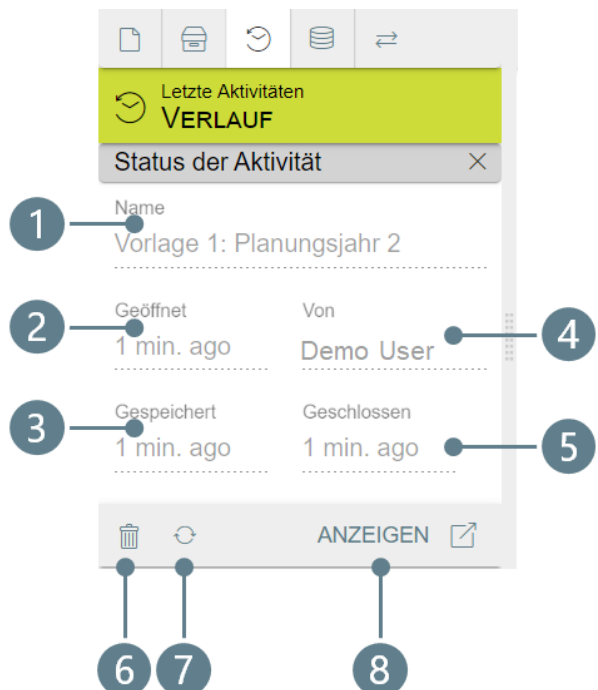 Letzte Aktivitäten
VERLAUF
Status der Aktivität
1
Name
Vorlage 1: Planungsjahr 2
2
Geöffnet
Von
4
1 min. ago
Demo User
3
Gespeichert
Geschlossen
5
1 min. ago
1 min. ago
ANZEIGEN
6
7
8